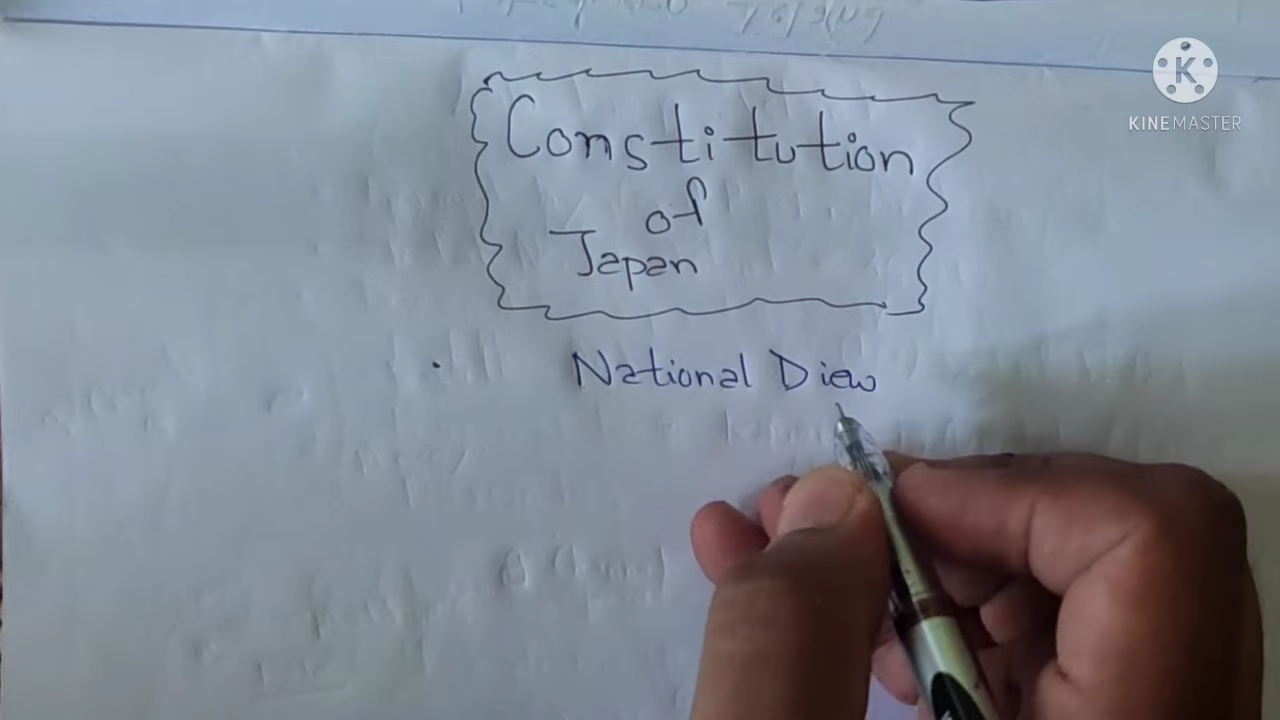 Constitution
of
Japan
National Diew
KINEMASTER